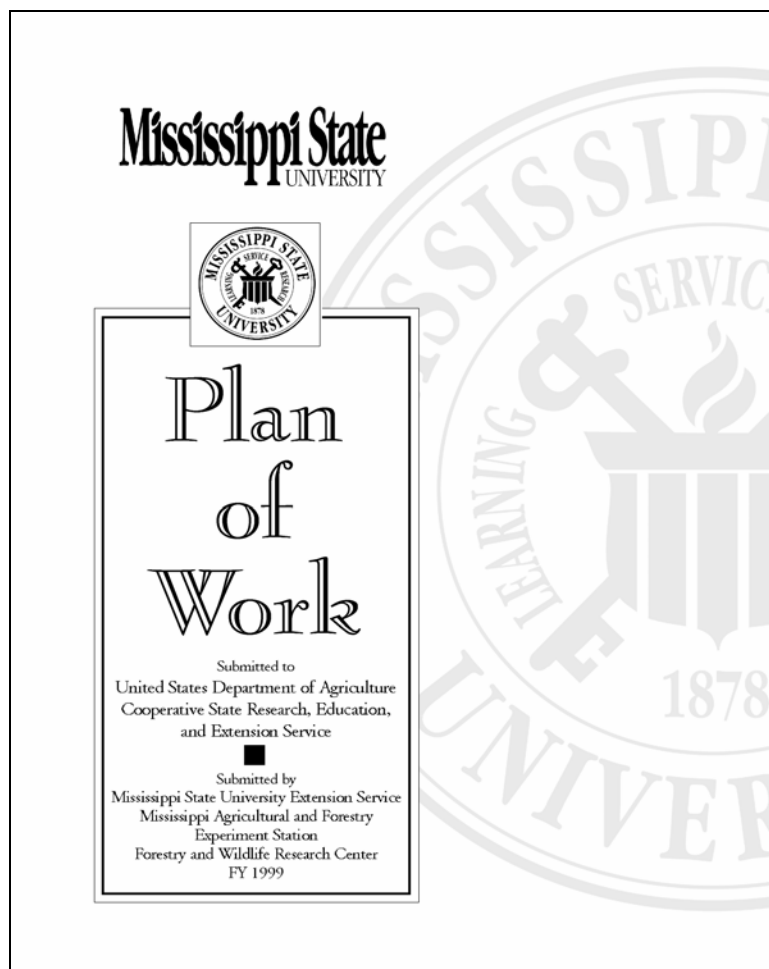 Mississippi State
UNIVERSITY
MISSISSIPPI STATE
SERVICE
LEARNING
RESEARCH
1878
UNIVERSITY
Plan
of
Work
Submitted to
United States Department of Agriculture
Cooperative State Research, Education,
and Extension Service
Submitted by
Mississippi State University Extension Service
Mississippi Agricultural and Forestry
Experiment Station
Forestry and Wildlife Research Center
FY 1999
SISSIPP
SERVIC
LEARNING
1878
UNIVER